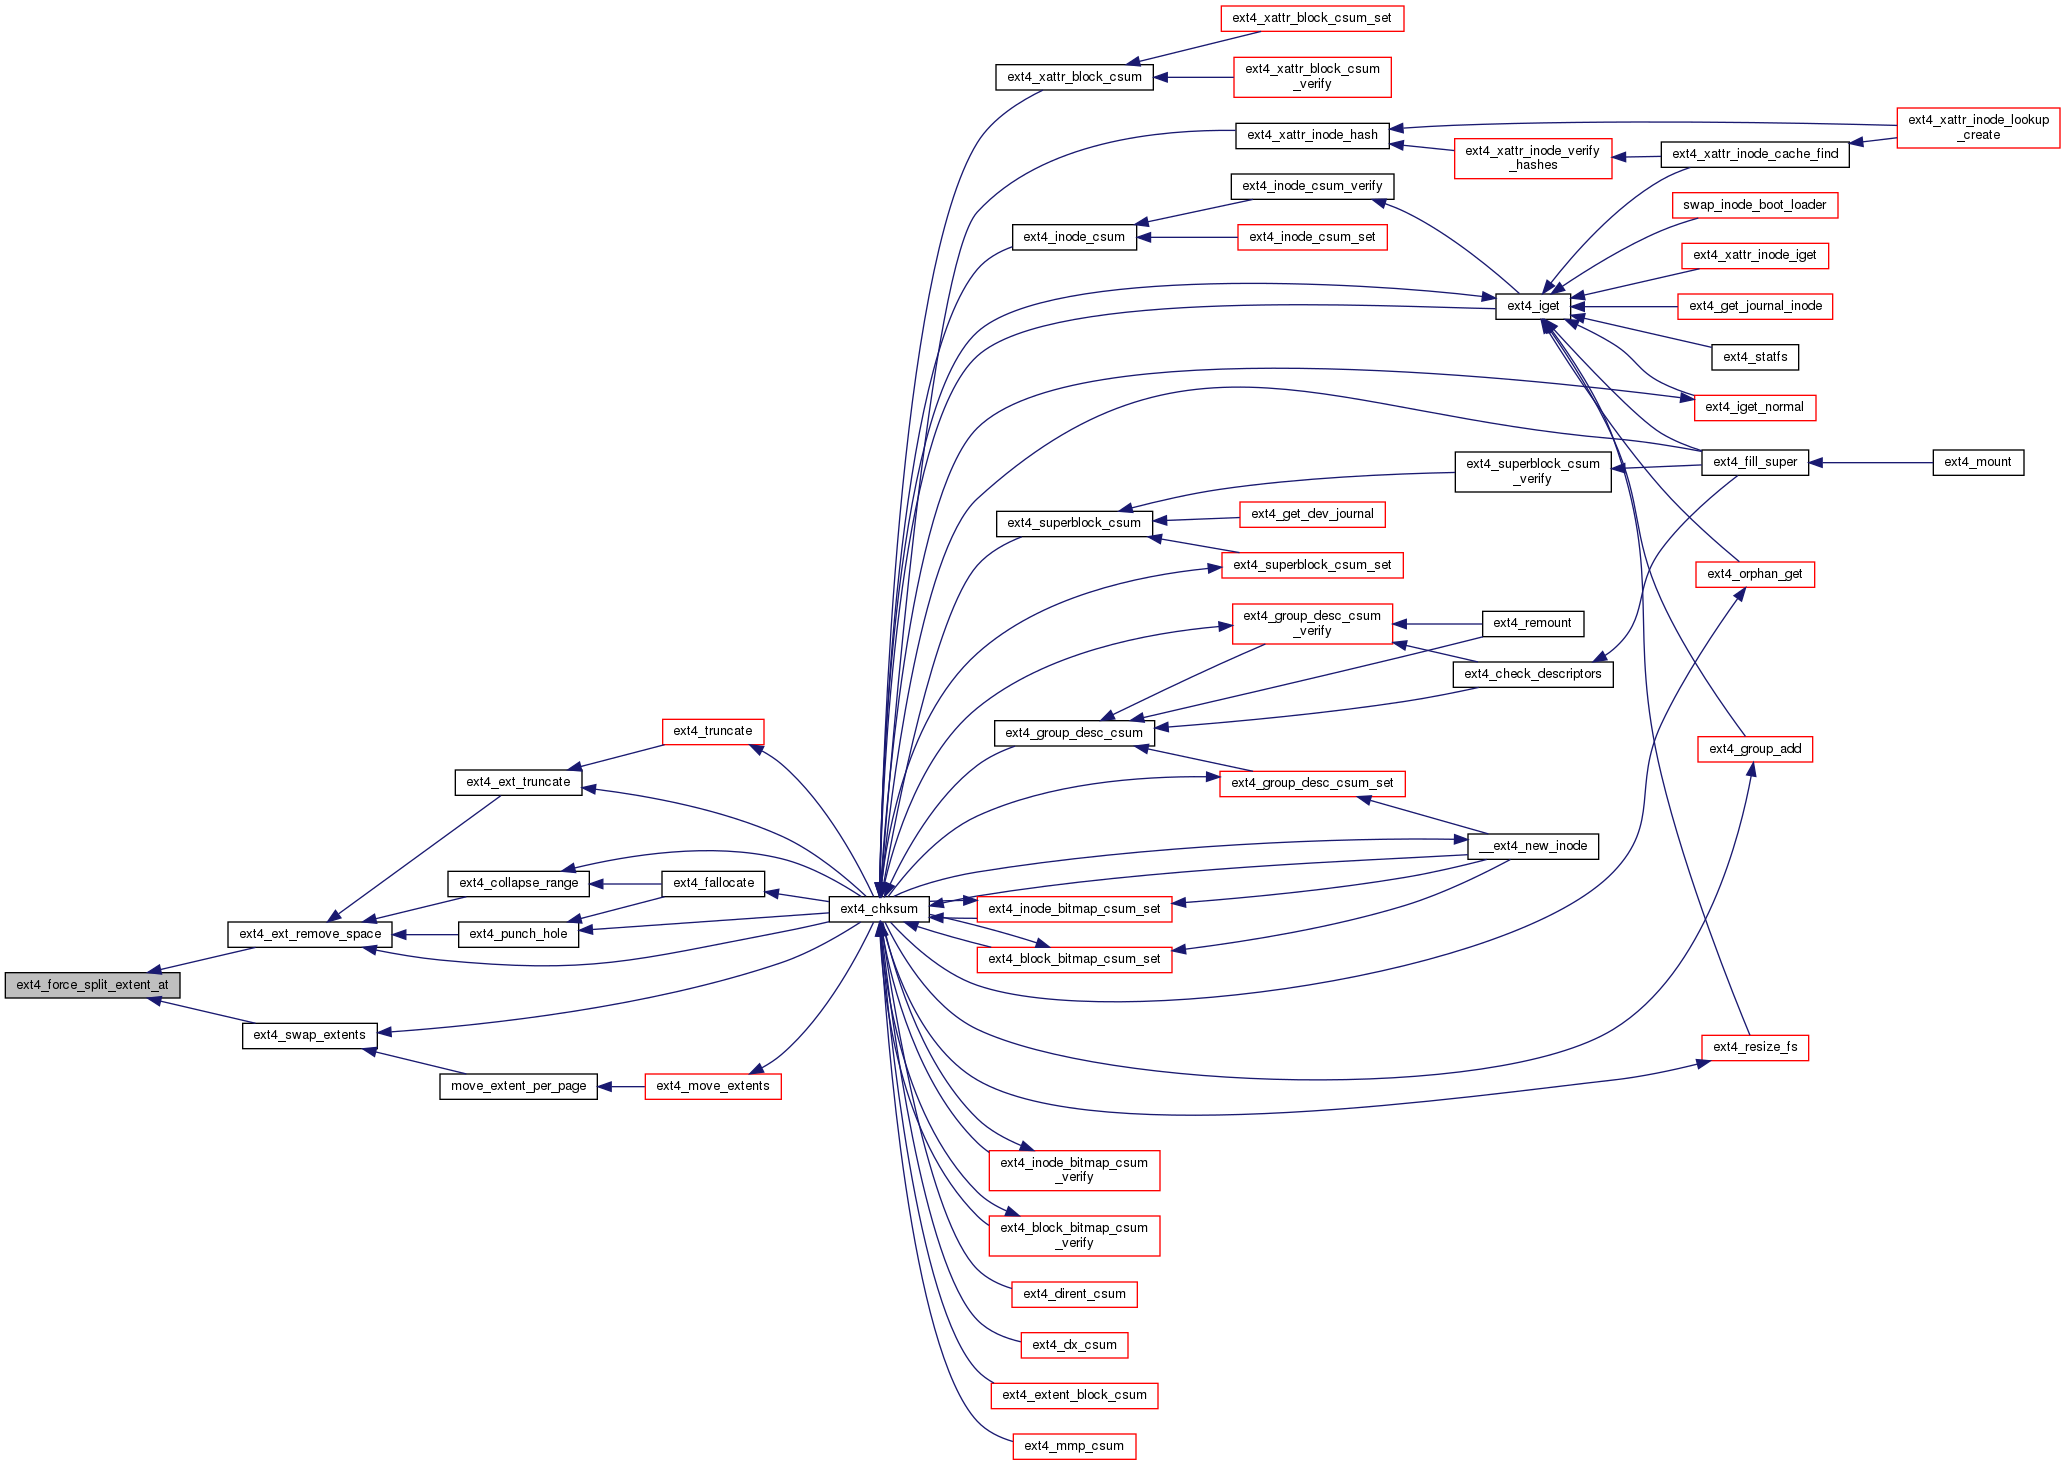 ext4_xattr_block_csum_set
ext4_xattr_block_csum
ext4_xattr_block_csum
_verify
ext4_xattr_inode_hash
ext4_xattr_inode_lookup
_create
ext4_xattr_inode_verify
_hashes
ext4_xattr_inode_cache_find
ext4_inode_csum_verify
swap_inode_boot_loader
ext4_inode_csum
ext4_inode_csum_set
ext4_xattr_inode_iget
ext4_iget
ext4_get_journal_inode
ext4_statfs
ext4_iget_normal
ext4_superblock_csum
_verify
ext4_fill_super
ext4_mount
ext4_superblock_csum
ext4_get_dev_journal
ext4_superblock_csum_set
ext4_orphan_get
ext4_group_desc_csum
_verify
ext4_remount
ext4_check_descriptors
ext4_truncate
ext4_group_desc_csum
ext4_group_add
ext4_ext_truncate
ext4_group_desc_csum_set
__ext4_new_inode
ext4_collapse_range
ext4_fallocate
ext4_chksum
ext4_inode_bitmap_csum_set
ext4_ext_remove_space
ext4_punch_hole
ext4_block_bitmap_csum_set
ext4_force_split_extent_at
ext4_swap_extents
ext4_resize_fs
move_extent_per_page
ext4_move_extents
ext4_inode_bitmap_csum
_verify
ext4_block_bitmap_csum
_verify
ext4_dirent_csum
ext4_dx_csum
ext4_extent_block_csum
ext4_mmp_csum